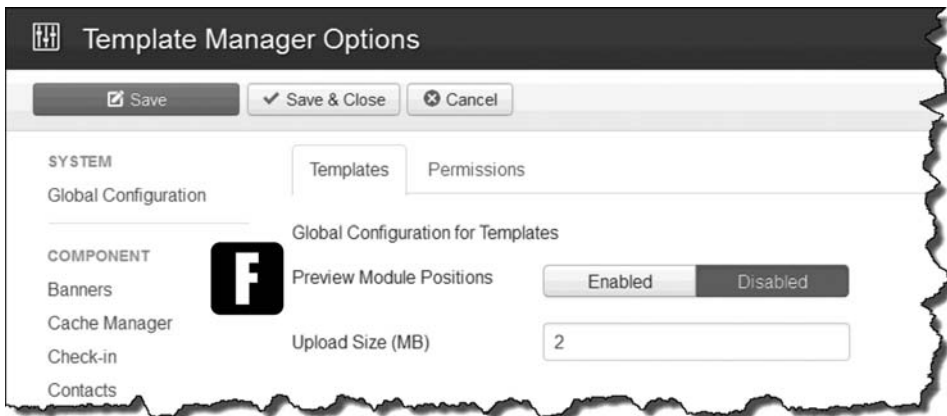 Template Manager Options
Save
Save & Close
Cancel
SYSTEM
Global Configuration
COMPONENT
Banners
Cache Manager
Check-in
Contacts
Templates
Permissions
Global Configuration for Templates
F
Preview Module Positions
Enabled
Disabled
Upload Size (MB)
2